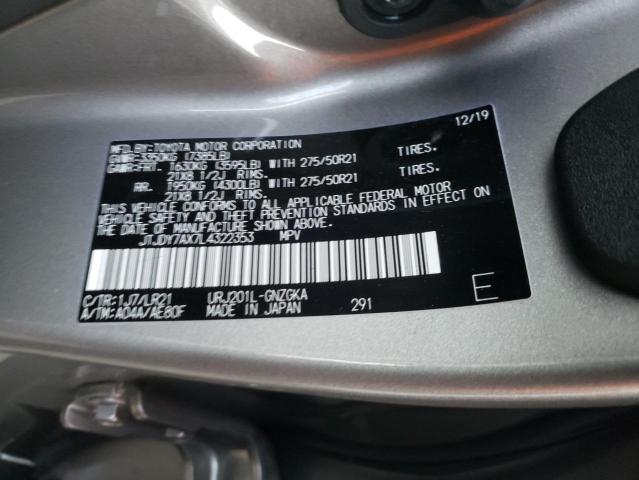 MFD.BY:TOYOTA MOTOR CORPORATION 12/19
GVWR:3350KG (7385LB)
GAWR:FRT. 1630KG (3595LB) WITH 275/50R21 TIRES.
21X8 1/2J RIMS.
RR. 1950KG (4300LB) WITH 275/50R21 TIRES.
21X8 1/2J RIMS.
THIS VEHICLE CONFORMS TO ALL APPLICABLE FEDERAL MOTOR
VEHICLE SAFETY AND THEFT PREVENTION STANDARDS IN EFFECT ON
THE DATE OF MANUFACTURE SHOWN ABOVE.
JTJDY7AX7L4322353 MPV
C/TR:1J7/LR21 URJ201L-GNZGKA
A/TM:A04A/AE80F MADE IN JAPAN 291 E